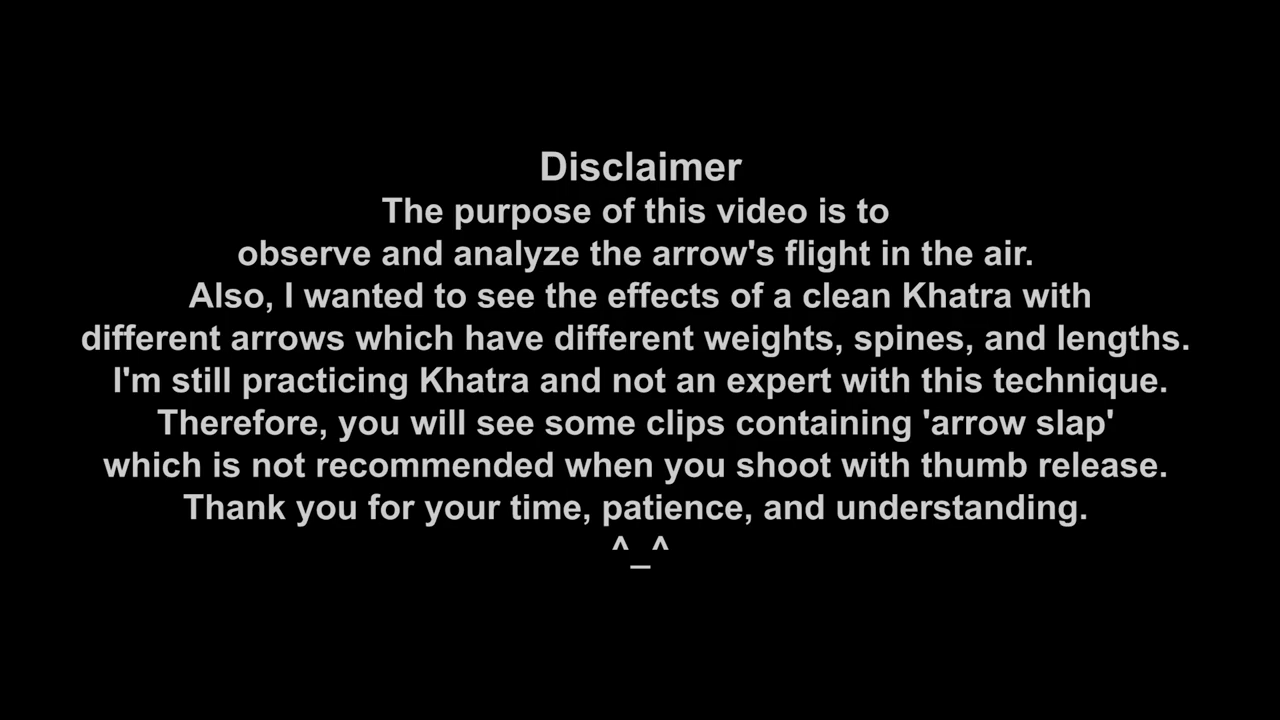 Disclaimer
The purpose of this video is to
observe and analyze the arrow's flight in the air.
Also, I wanted to see the effects of a clean Khatra with
different arrows which have different weights, spines, and lengths.
I'm still practicing Khatra and not an expert with this technique.
Therefore, you will see some clips containing 'arrow slap'
which is not recommended when you shoot with thumb release.
Thank you for your time, patience, and understanding.
^_^